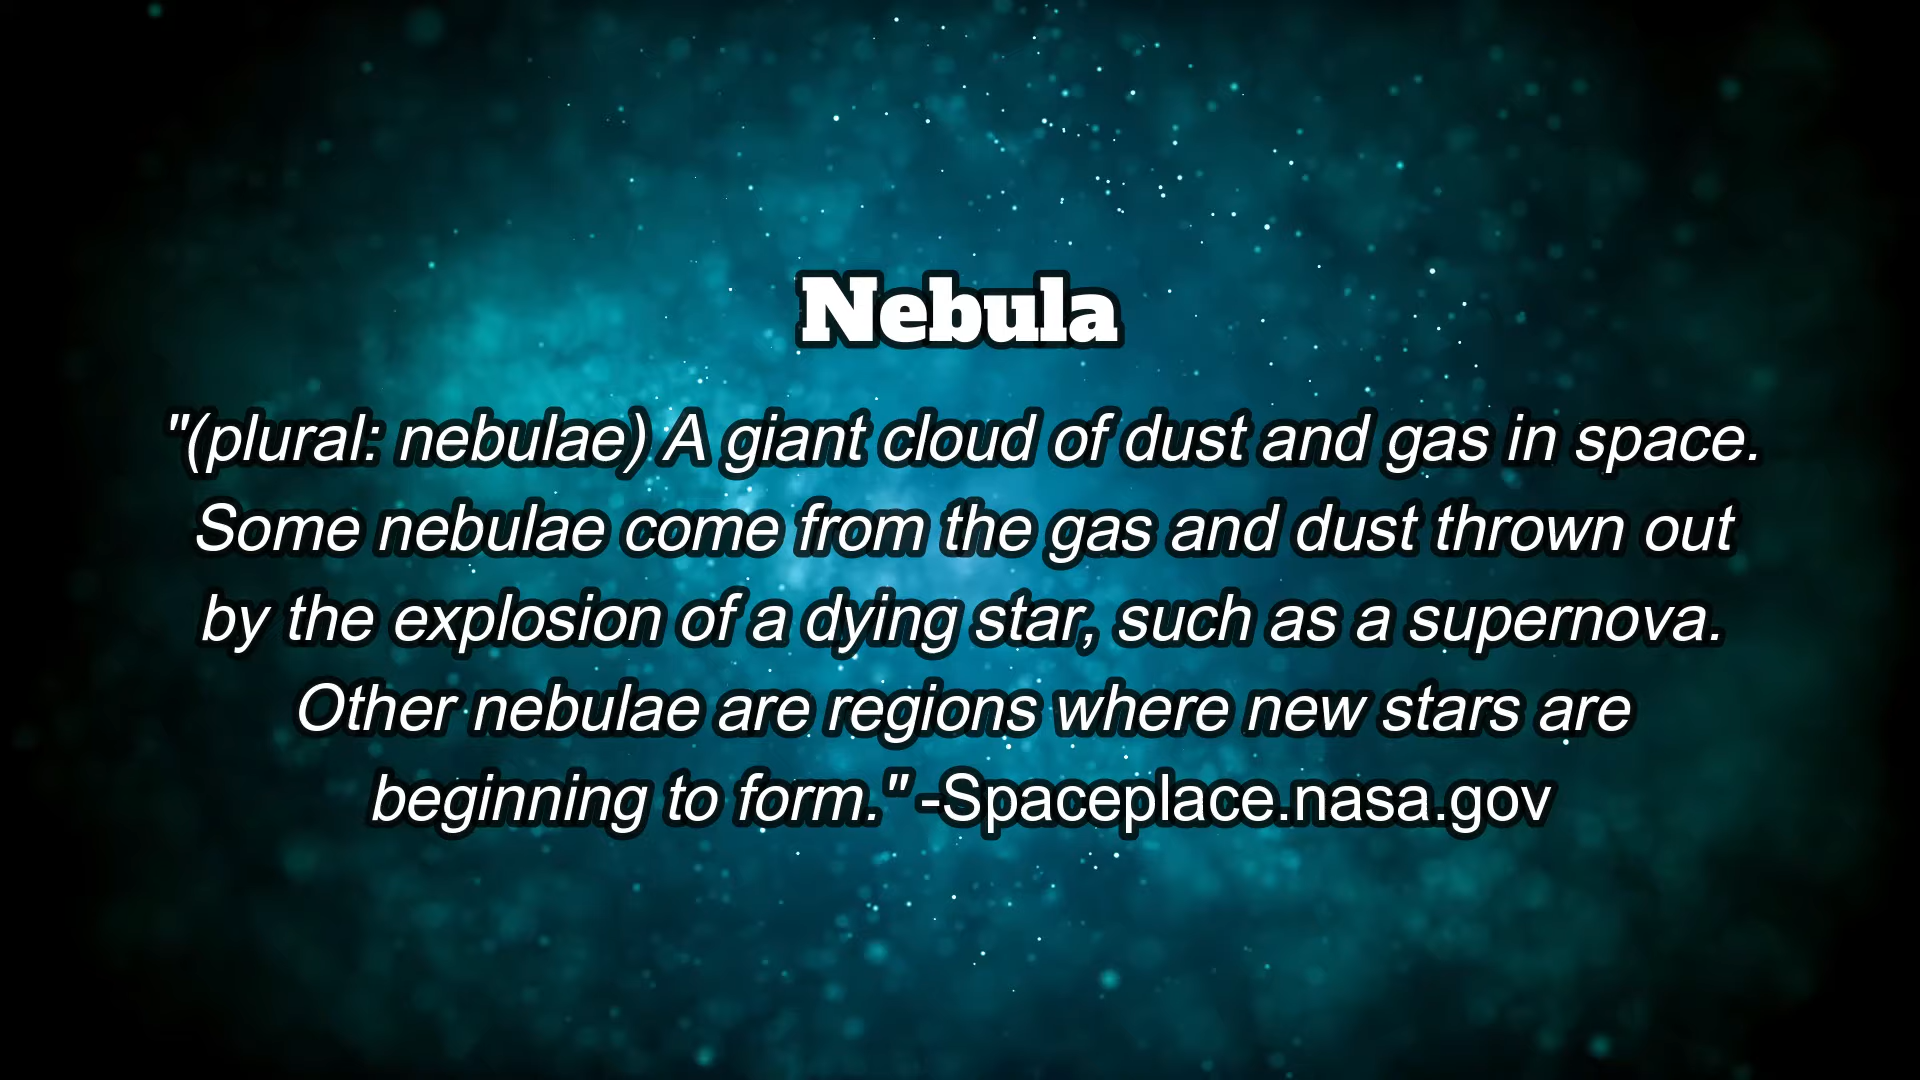 Nebula
"(plural: nebulae) A giant cloud of dust and gas in space.
Some nebulae come from the gas and dust thrown out
by the explosion of a dying star, such as a supernova.
Other nebulae are regions where new stars are
beginning to form." -Spaceplace.nasa.gov